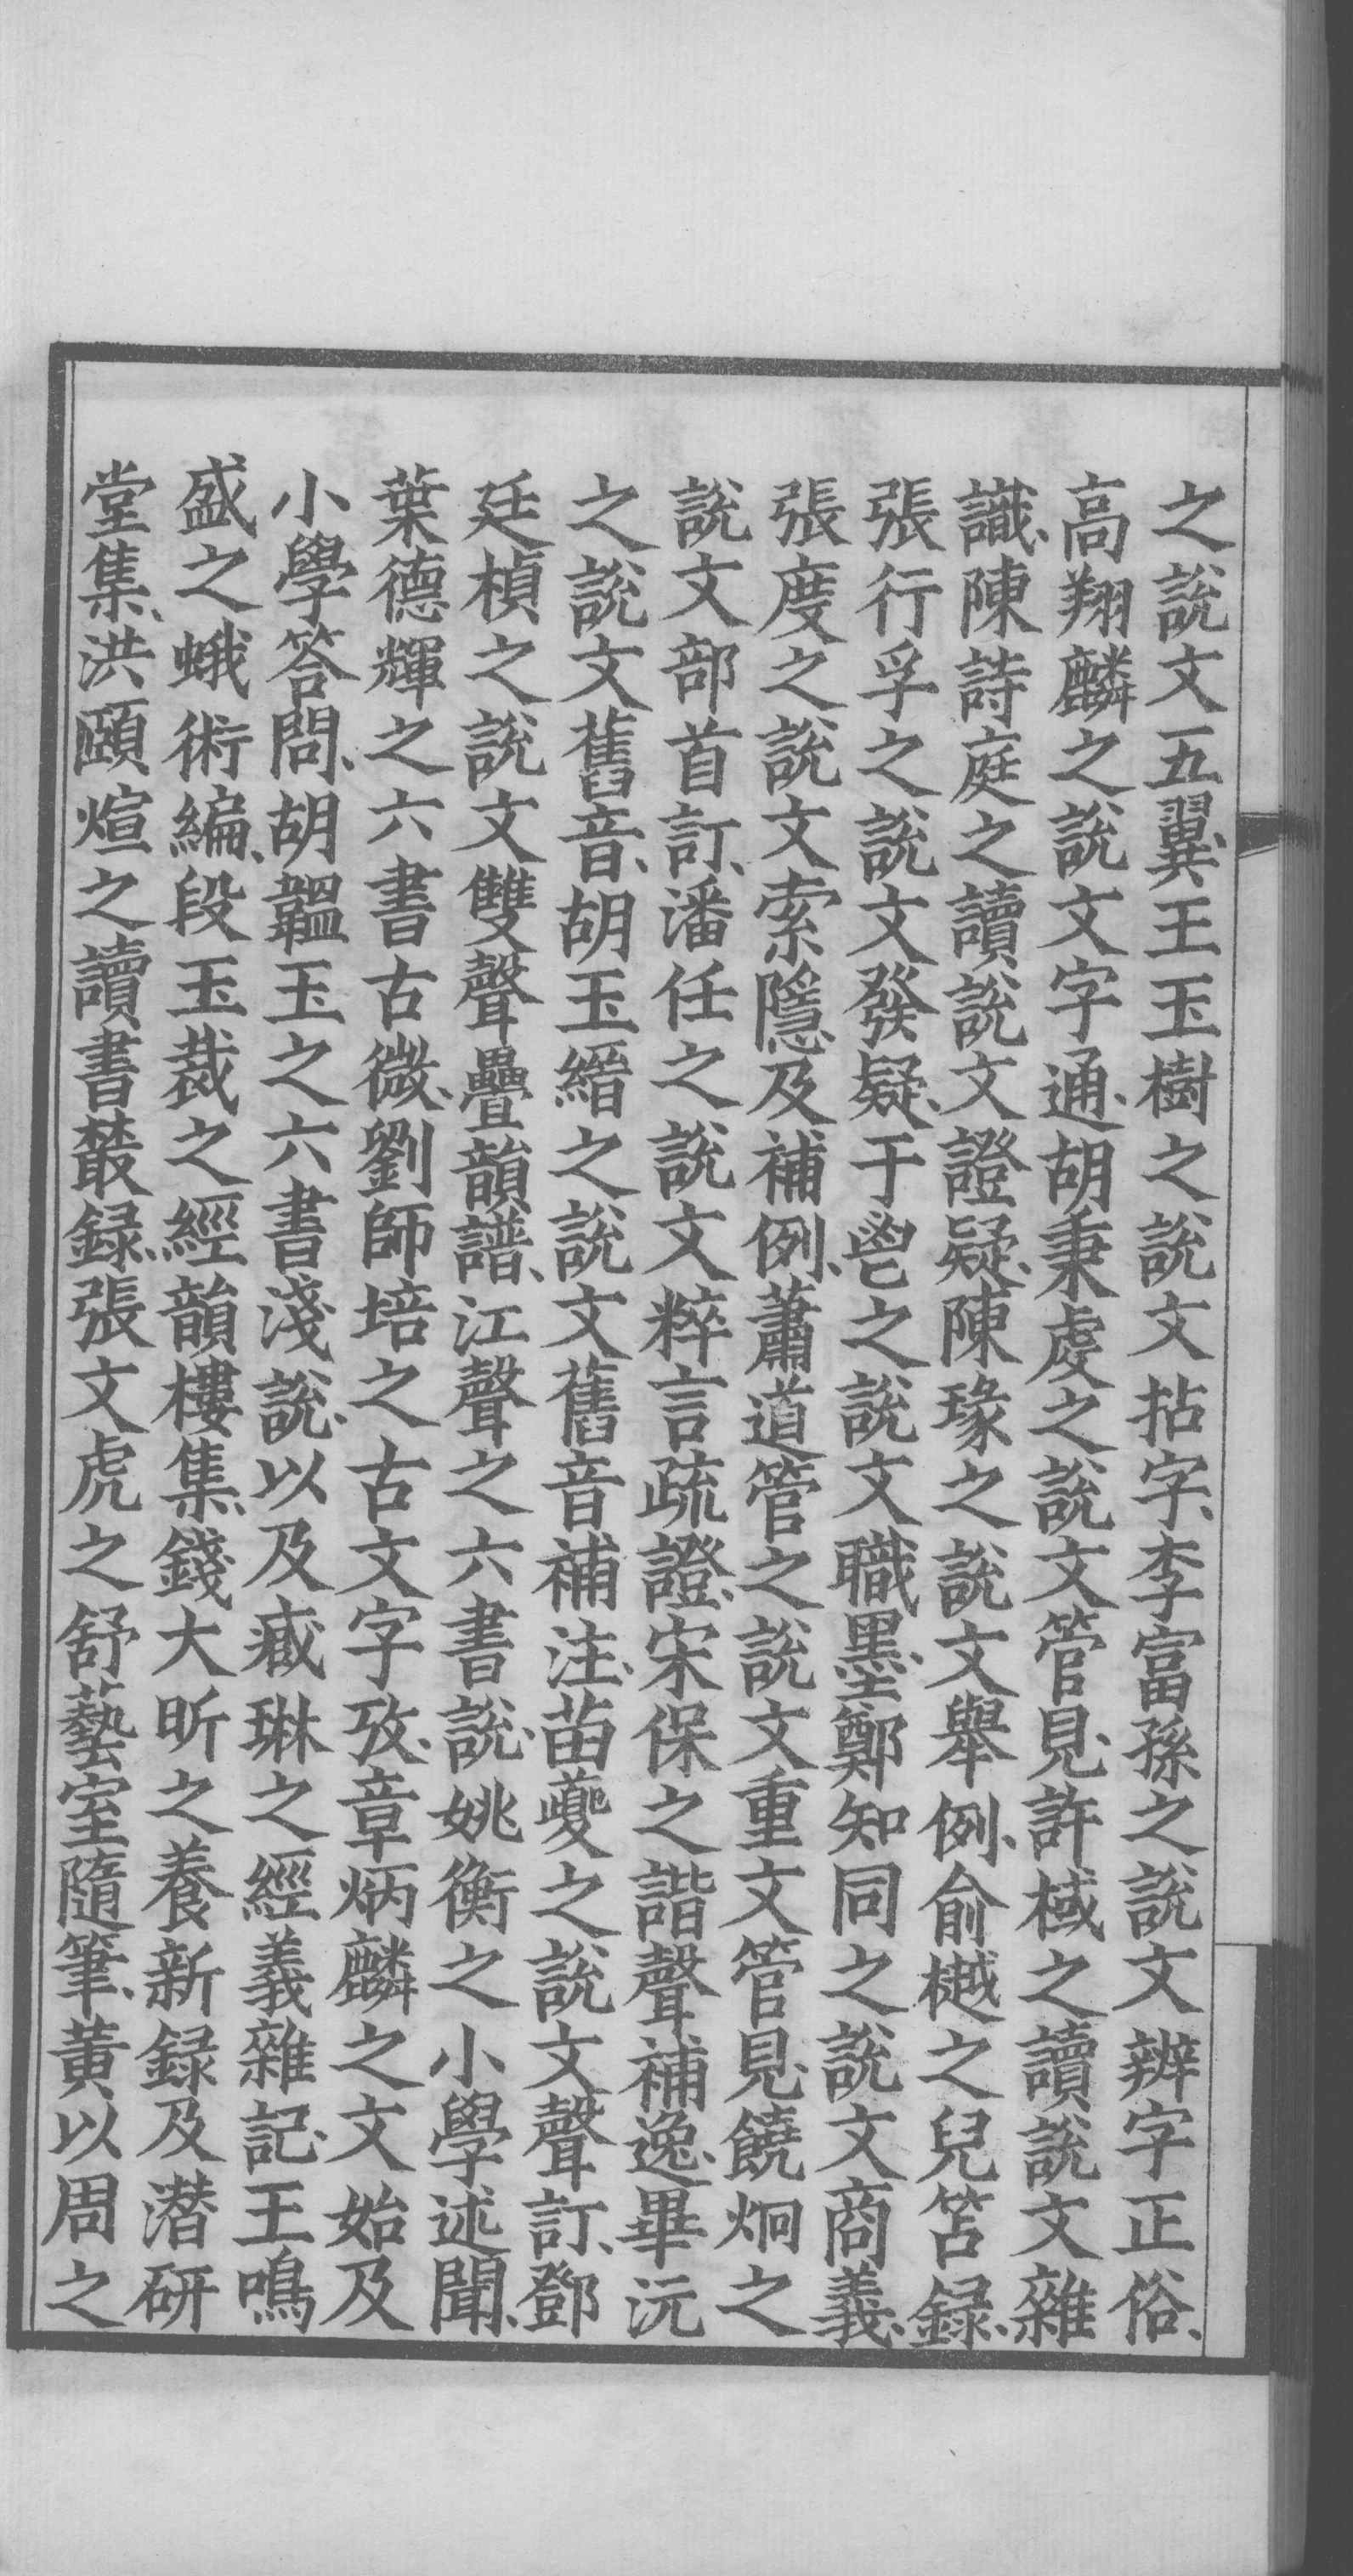 之說文五翼、王玉樹之說文拈字、李富孫之說文辨字正俗、
高翔麟之說文字通、胡秉虔之說文管見、許棫之讀說文雜
識、陳詩庭之讀說文證疑、陳瑑之說文舉例、俞樾之兒笘録、
張行孚之說文發疑、于鬯之說文職墨、鄭知同之說文商義、
張度之說文索隱及補例、蕭道管之說文重文管見、饒炯之
說文部首訂、潘任之說文粹言疏證、宋保之諧聲補逸、畢沅
之說文舊音、胡玉縉之說文舊音補注、苗夔之說文聲訂、鄧
廷楨之說文雙聲疊韻譜、江聲之六書說、姚衡之小學述聞、
葉德輝之六書古微、劉師培之古文字攷、章炳麟之文始及
小學答問、胡韞玉之六書淺說、以及臧琳之經義雜記、王鳴
盛之蛾術編、段玉裁之經韻樓集、錢大昕之養新録及潛研
堂集、洪頤煊之讀書叢録、張文虎之舒藝室隨筆、黃以周之